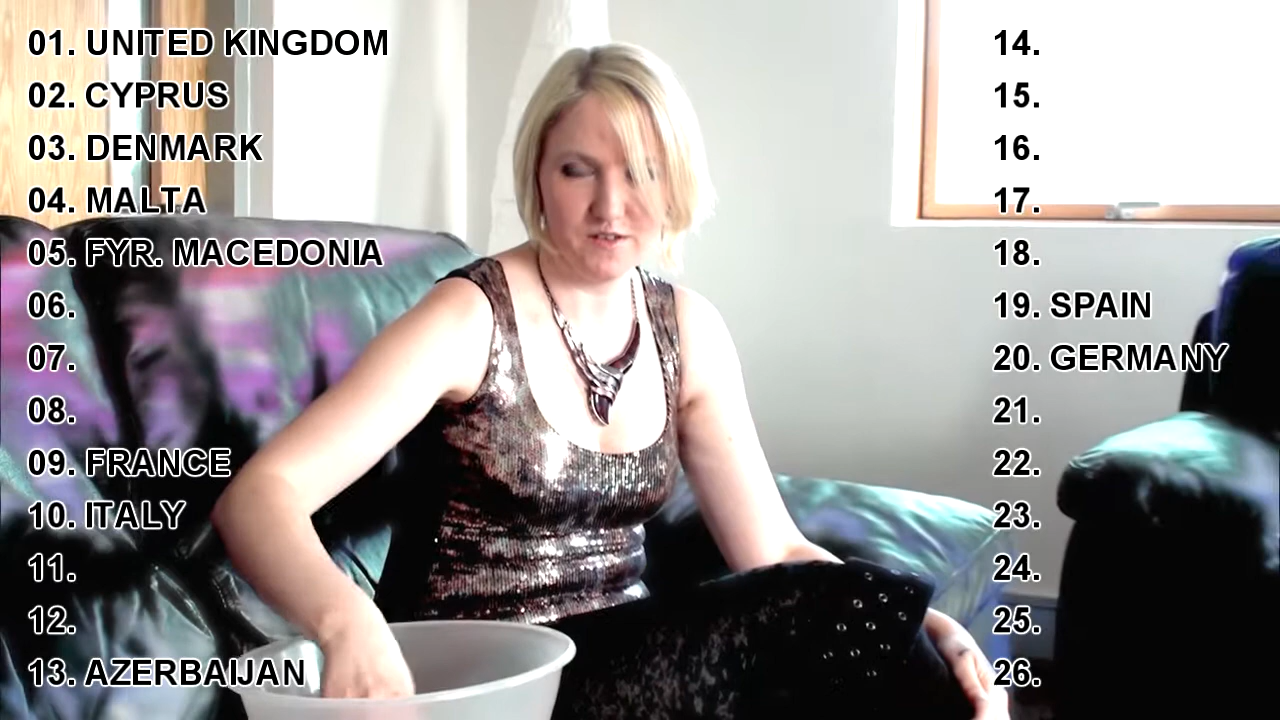 01. UNITED KINGDOM
02. CYPRUS
03. DENMARK
04. MALTA
05. FYR. MACEDONIA
06.
07.
08.
09. FRANCE
10. ITALY
11.
12.
13. AZERBAIJAN
14.
15.
16.
17.
18.
19. SPAIN
20. GERMANY
21.
22.
23.
24.
25.
26.